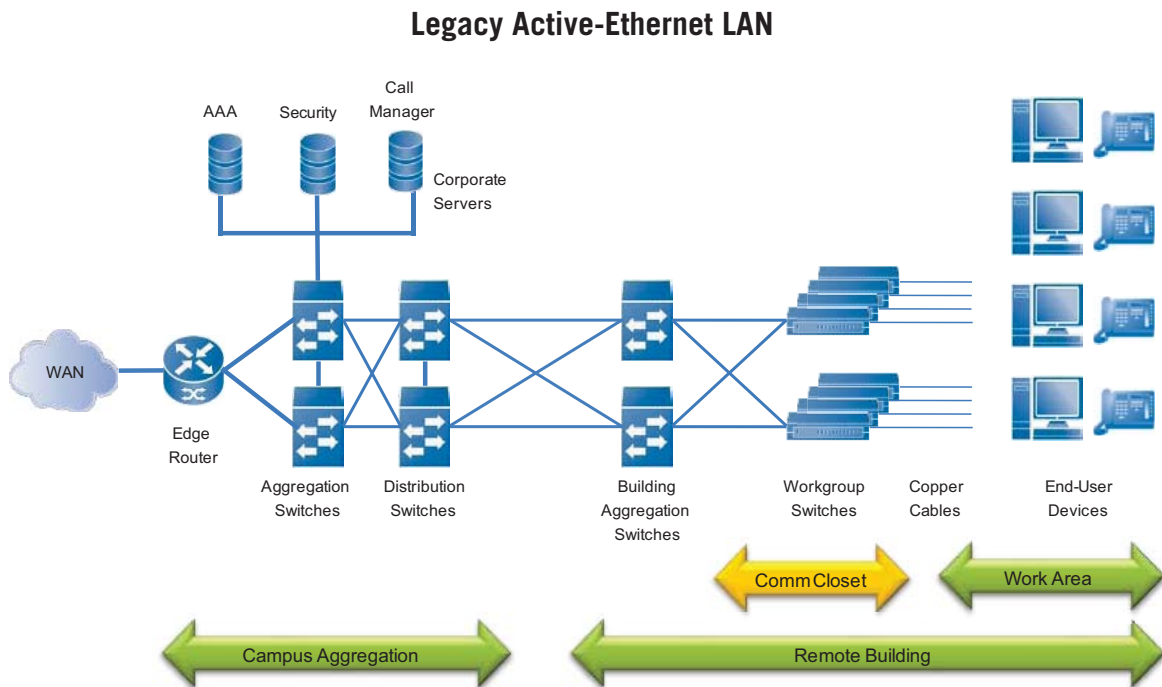 Legacy Active-Ethernet LAN
AAA
Security
Call
Manager
Corporate
Servers
WAN
Edge
Router
Aggregation
Switches
Distribution
Switches
Building
Aggregation
Switches
Workgroup
Switches
Copper
Cables
End-User
Devices
Comm Closet
Work Area
Campus Aggregation
Remote Building